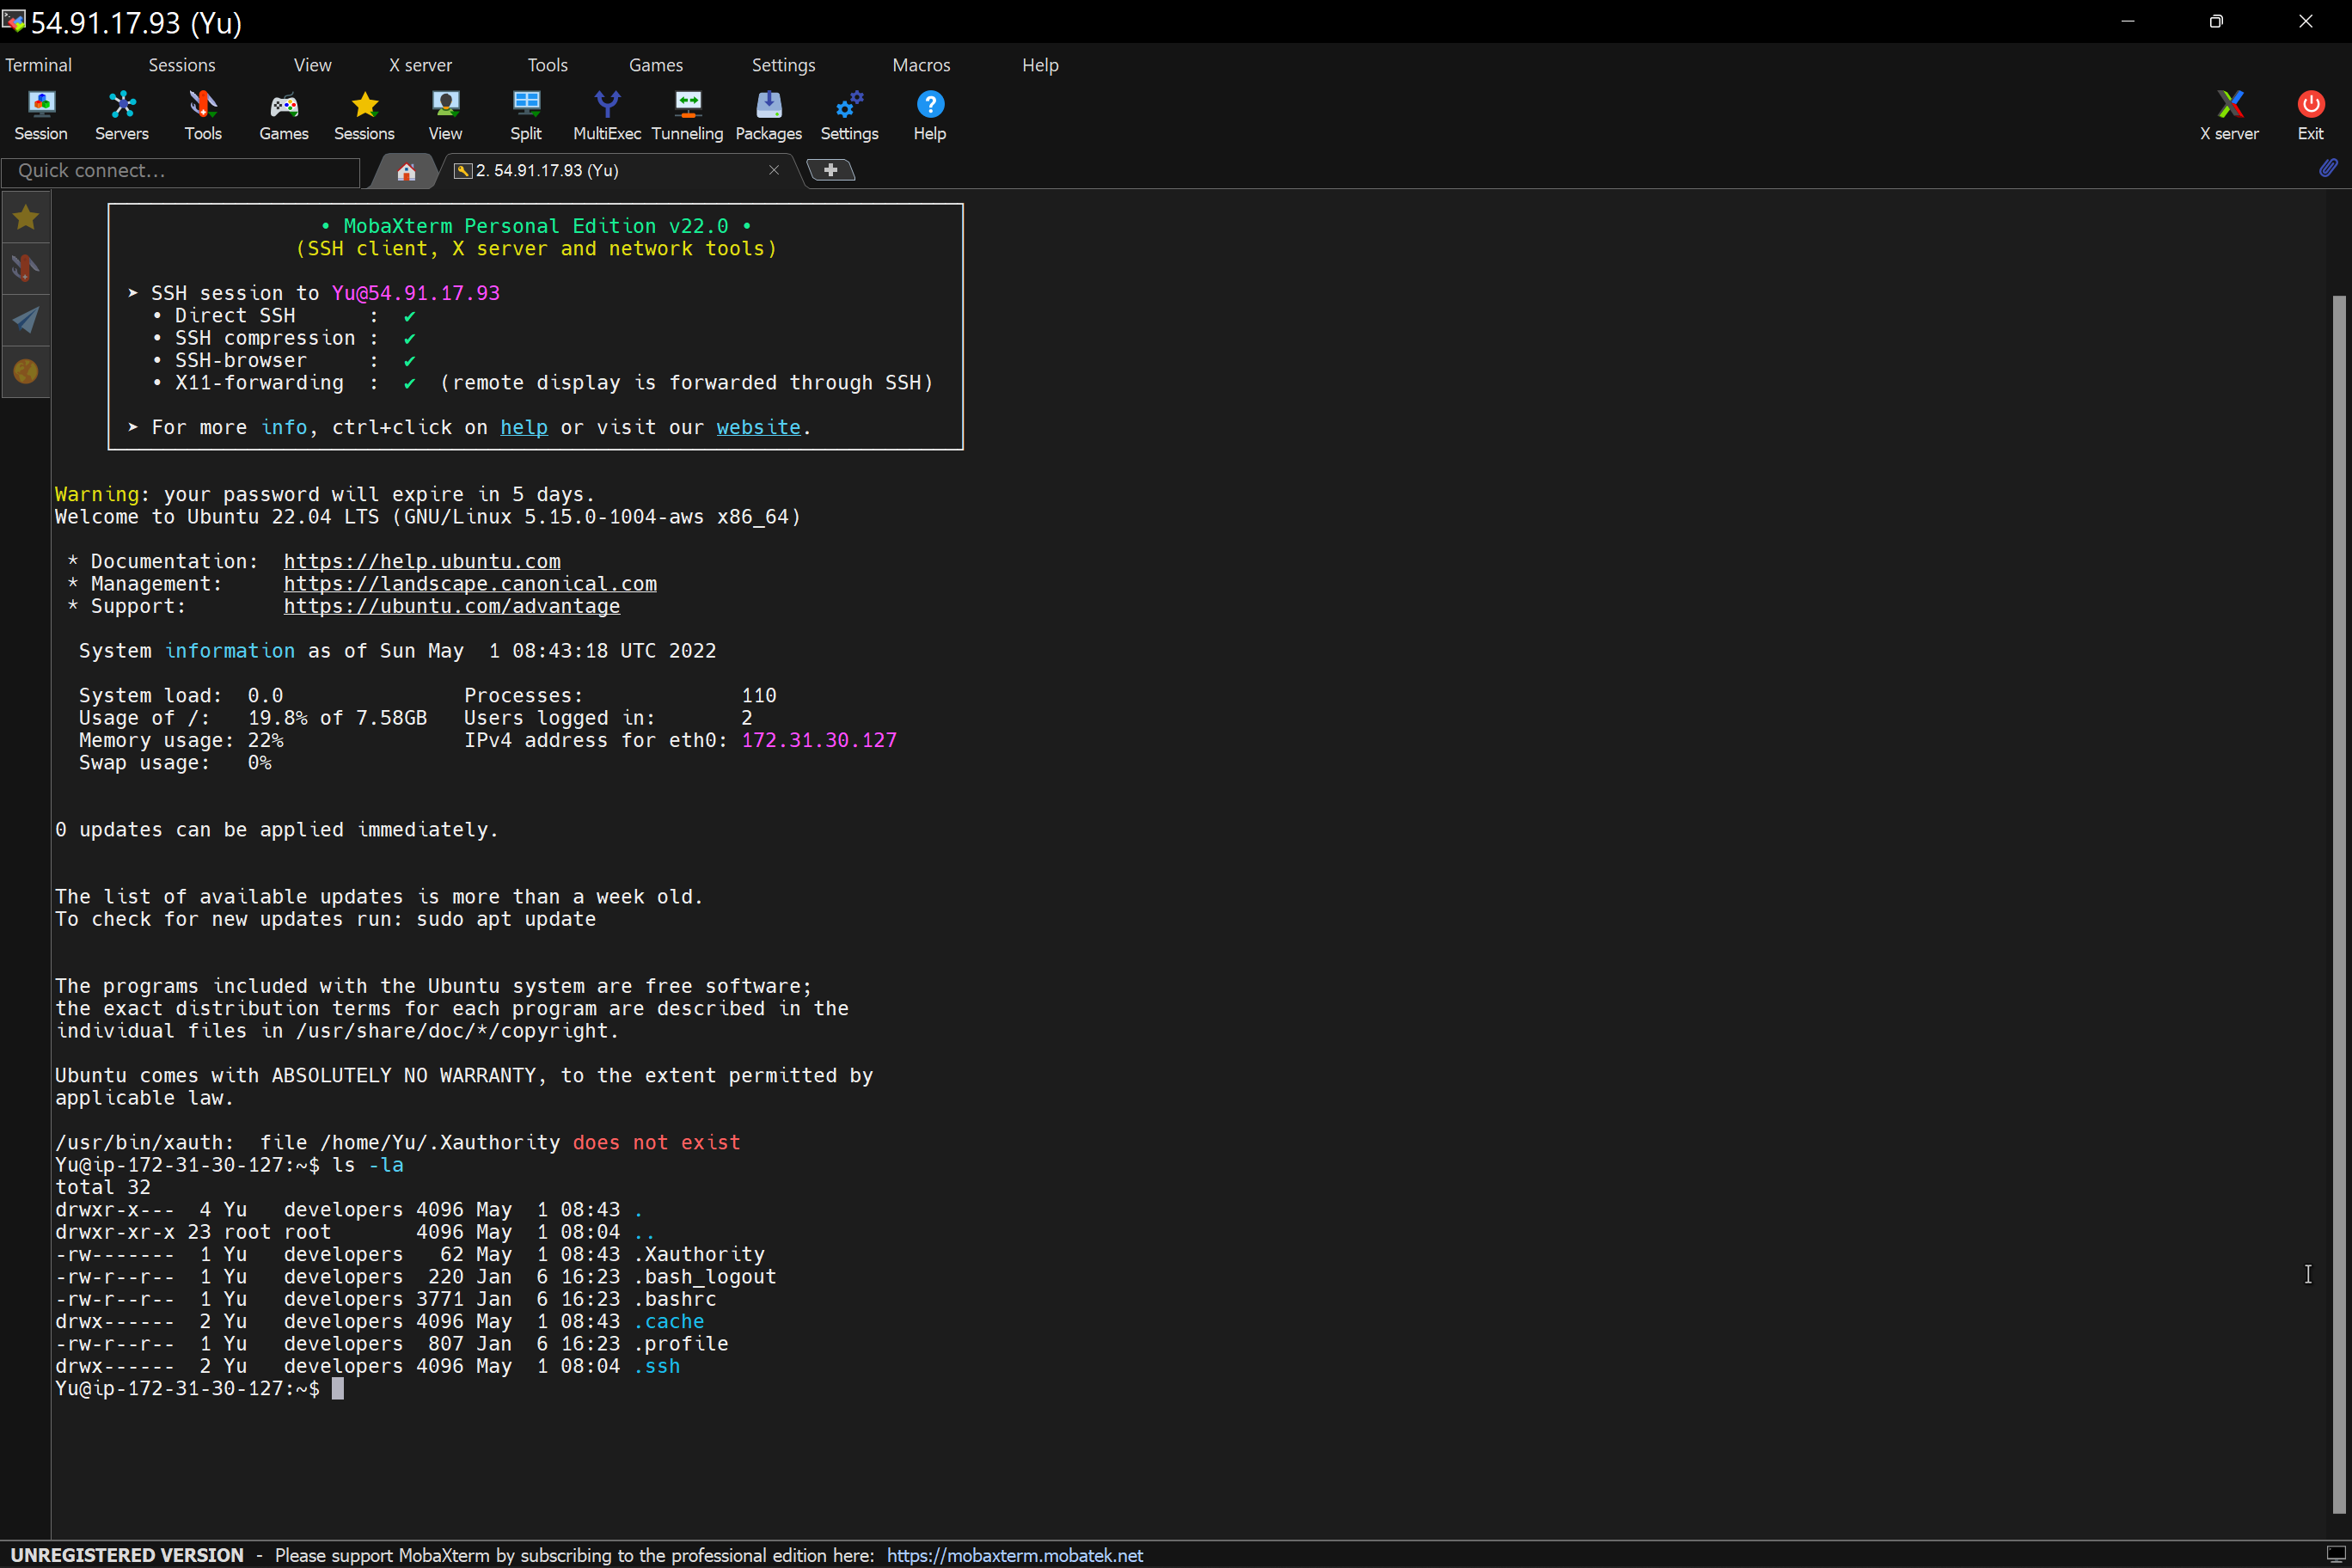 54.91.17.93 (Yu)
Terminal Sessions View X server Tools Games Settings Macros Help
Session Servers Tools Games Sessions View Split MultiExec Tunneling Packages Settings Help X server Exit
Quick connect... 2. 54.91.17.93 (Yu)
• MobaXterm Personal Edition v22.0 •
(SSH client, X server and network tools)
➤ SSH session to Yu@54.91.17.93
• Direct SSH : ✔
• SSH compression : ✔
• SSH-browser : ✔
• X11-forwarding : ✔ (remote display is forwarded through SSH)
➤ For more info, ctrl+click on help or visit our website.
Warning: your password will expire in 5 days.
Welcome to Ubuntu 22.04 LTS (GNU/Linux 5.15.0-1004-aws x86_64)
* Documentation: https://help.ubuntu.com
* Management: https://landscape.canonical.com
* Support: https://ubuntu.com/advantage
System information as of Sun May 1 08:43:18 UTC 2022
System load: 0.0 Processes: 110
Usage of /: 19.8% of 7.58GB Users logged in: 2
Memory usage: 22% IPv4 address for eth0: 172.31.30.127
Swap usage: 0%
0 updates can be applied immediately.
The list of available updates is more than a week old.
To check for new updates run: sudo apt update
The programs included with the Ubuntu system are free software;
the exact distribution terms for each program are described in the
individual files in /usr/share/doc/*/copyright.
Ubuntu comes with ABSOLUTELY NO WARRANTY, to the extent permitted by
applicable law.
/usr/bin/xauth: file /home/Yu/.Xauthority does not exist
Yu@ip-172-31-30-127:~$ ls -la
total 32
drwxr-x--- 4 Yu developers 4096 May 1 08:43 .
drwxr-xr-x 23 root root 4096 May 1 08:04 ..
-rw------- 1 Yu developers 62 May 1 08:43 .Xauthority
-rw-r--r-- 1 Yu developers 220 Jan 6 16:23 .bash_logout
-rw-r--r-- 1 Yu developers 3771 Jan 6 16:23 .bashrc
drwx------ 2 Yu developers 4096 May 1 08:43 .cache
-rw-r--r-- 1 Yu developers 807 Jan 6 16:23 .profile
drwx------ 2 Yu developers 4096 May 1 08:04 .ssh
Yu@ip-172-31-30-127:~$
UNREGISTERED VERSION - Please support MobaXterm by subscribing to the professional edition here: https://mobaxterm.mobatek.net